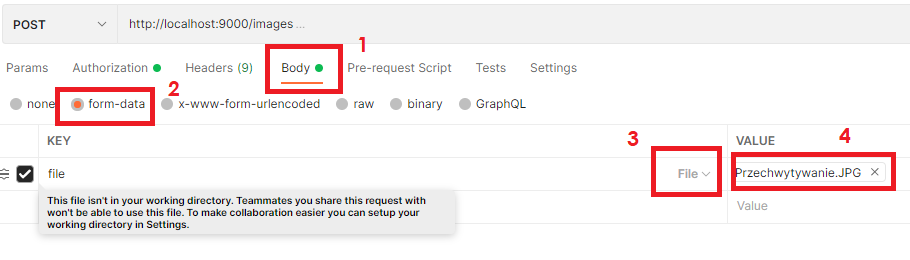 POST http://localhost:9000/images ...
1
Params Authorization Headers (9) Body Pre-request Script Tests Settings
2
none form-data x-www-form-urlencoded raw binary GraphQL
3 4
KEY VALUE
file File Przechwytywanie.JPG
This file isn't in your working directory. Teammates you share this request with
won't be able to use this file. To make collaboration easier you can setup your
working directory in Settings.
Value